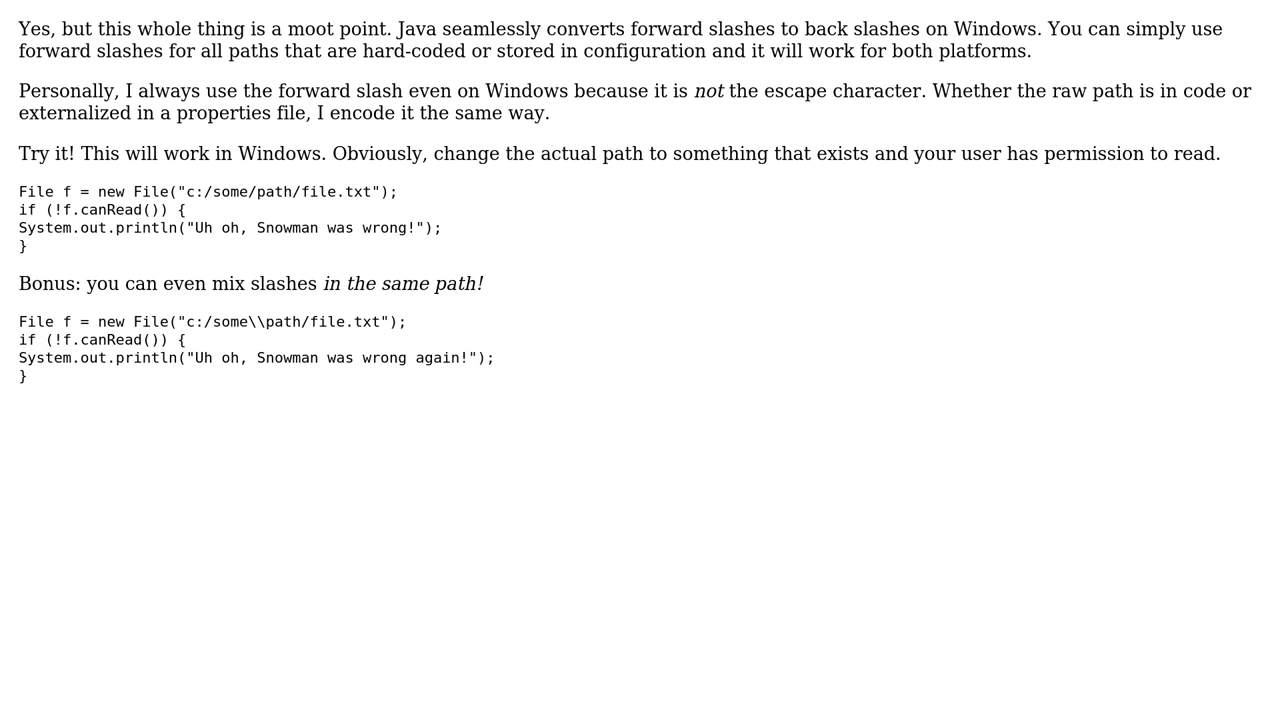 Yes, but this whole thing is a moot point. Java seamlessly converts forward slashes to back slashes on Windows. You can simply use
forward slashes for all paths that are hard-coded or stored in configuration and it will work for both platforms.
Personally, I always use the forward slash even on Windows because it is not the escape character. Whether the raw path is in code or
externalized in a properties file, I encode it the same way.
Try it! This will work in Windows. Obviously, change the actual path to something that exists and your user has permission to read.
File f = new File("c:/some/path/file.txt");
if (!f.canRead()) {
System.out.println("Uh oh, Snowman was wrong!");
}
Bonus: you can even mix slashes in the same path!
File f = new File("c:/some\\path/file.txt");
if (!f.canRead()) {
System.out.println("Uh oh, Snowman was wrong again!");
}